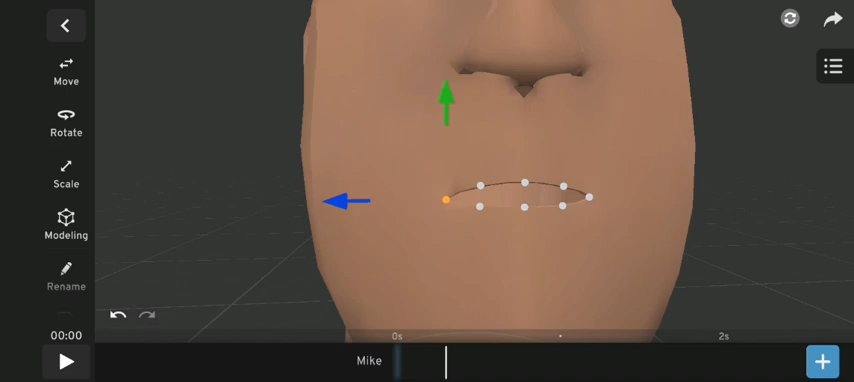 Move
Rotate
Scale
Modeling
Rename
00:00
0s
2s
Mike